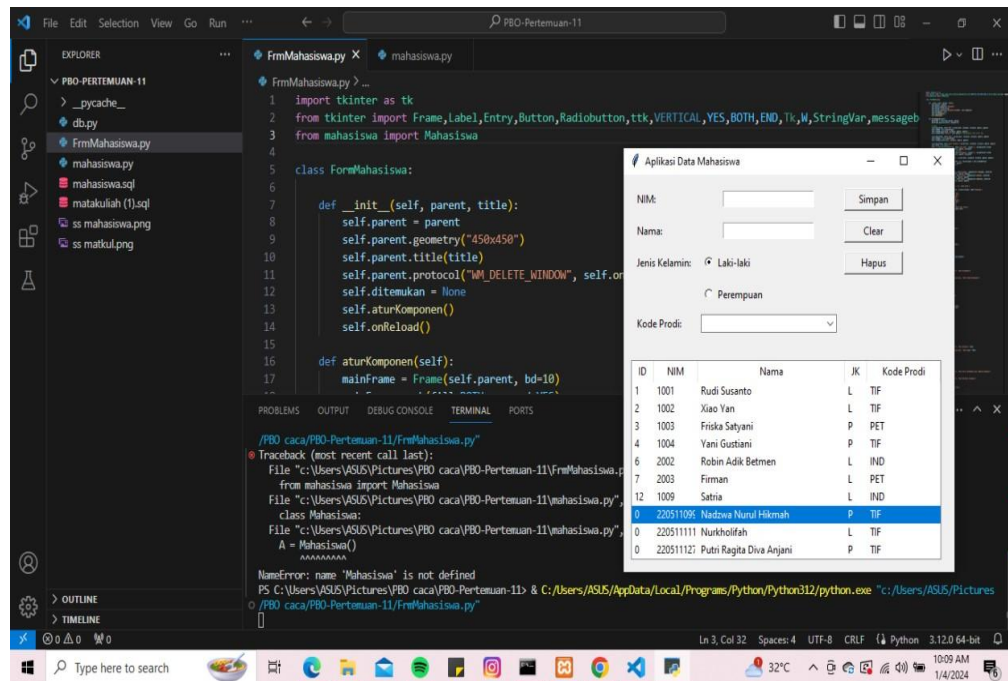 File Edit Selection View Go Run ···
PBO-Pertemuan-11
EXPLORER ···
PBO-PERTEMUAN-11
__pycache__
db.py
FrmMahasiswa.py
mahasiswa.py
mahasiswa.sql
matakuliah (1).sql
ss mahasiswa.png
ss matkul.png
OUTLINE
TIMELINE
FrmMahasiswa.py X mahasiswa.py
FrmMahasiswa.py > ...
1 import tkinter as tk
2 from tkinter import Frame,Label,Entry,Button,Radiobutton,ttk,VERTICAL,YES,BOTH,END,Tk,W,StringVar,messageb
3 from mahasiswa import Mahasiswa
4
5 class FormMahasiswa:
6
7 def __init__(self, parent, title):
8 self.parent = parent
9 self.parent.geometry("450x450")
10 self.parent.title(title)
11 self.parent.protocol("WM_DELETE_WINDOW", self.on
12 self.ditemukan = None
13 self.aturKomponen()
14 self.onReload()
15
16 def aturKomponen(self):
17 mainFrame = Frame(self.parent, bd=10)
PROBLEMS OUTPUT DEBUG CONSOLE TERMINAL PORTS
/PBO caca/PBO-Pertemuan-11/FrmMahasiswa.py"
Traceback (most recent call last):
File "c:\Users\ASUS\Pictures\PBO caca\PBO-Pertemuan-11\FrmMahasiswa.p
from mahasiswa import Mahasiswa
File "c:\Users\ASUS\Pictures\PBO caca\PBO-Pertemuan-11\mahasiswa.py",
class Mahasiswa:
File "c:\Users\ASUS\Pictures\PBO caca\PBO-Pertemuan-11\mahasiswa.py",
A = Mahasiswa()
^^^^^^^^^
NameError: name 'Mahasiswa' is not defined
PS C:\Users\ASUS\Pictures\PBO caca\PBO-Pertemuan-11> & C:/Users/ASUS/AppData/Local/Programs/Python/Python312/python.exe "c:/Users/ASUS/Pictures
/PBO caca/PBO-Pertemuan-11/FrmMahasiswa.py"
Aplikasi Data Mahasiswa
NIM: Simpan
Nama: Clear
Jenis Kelamin: Laki-laki Hapus
Perempuan
Kode Prodi:
ID NIM Nama JK Kode Prodi
1 1001 Rudi Susanto L TIF
2 1002 Xiao Yan L TIF
3 1003 Friska Satyani P PET
4 1004 Yani Gustiani P TIF
6 2002 Robin Adik Betmen L IND
7 2003 Firman L PET
12 1009 Satria L IND
0 220511099 Nadzwa Nurul Hikmah P TIF
0 220511111 Nurkholifah L TIF
0 220511127 Putri Ragita Diva Anjani P TIF
0 0 0 Ln 3, Col 32 Spaces: 4 UTF-8 CRLF Python 3.12.0 64-bit
Type here to search 32°C 10:09 AM
1/4/2024